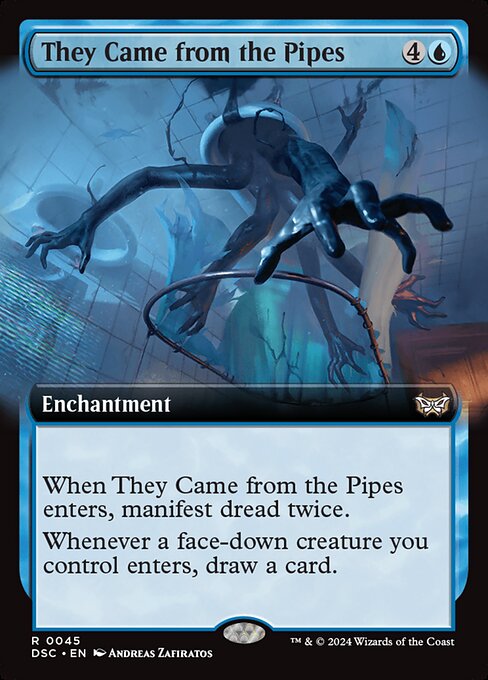 They Came from the Pipes 4
Enchantment
When They Came from the Pipes
enters, manifest dread twice.
Whenever a face-down creature you
control enters, draw a card.
R 0045
DSC • EN ANDREAS ZAFIRATOS
™ & © 2024 Wizards of the Coast